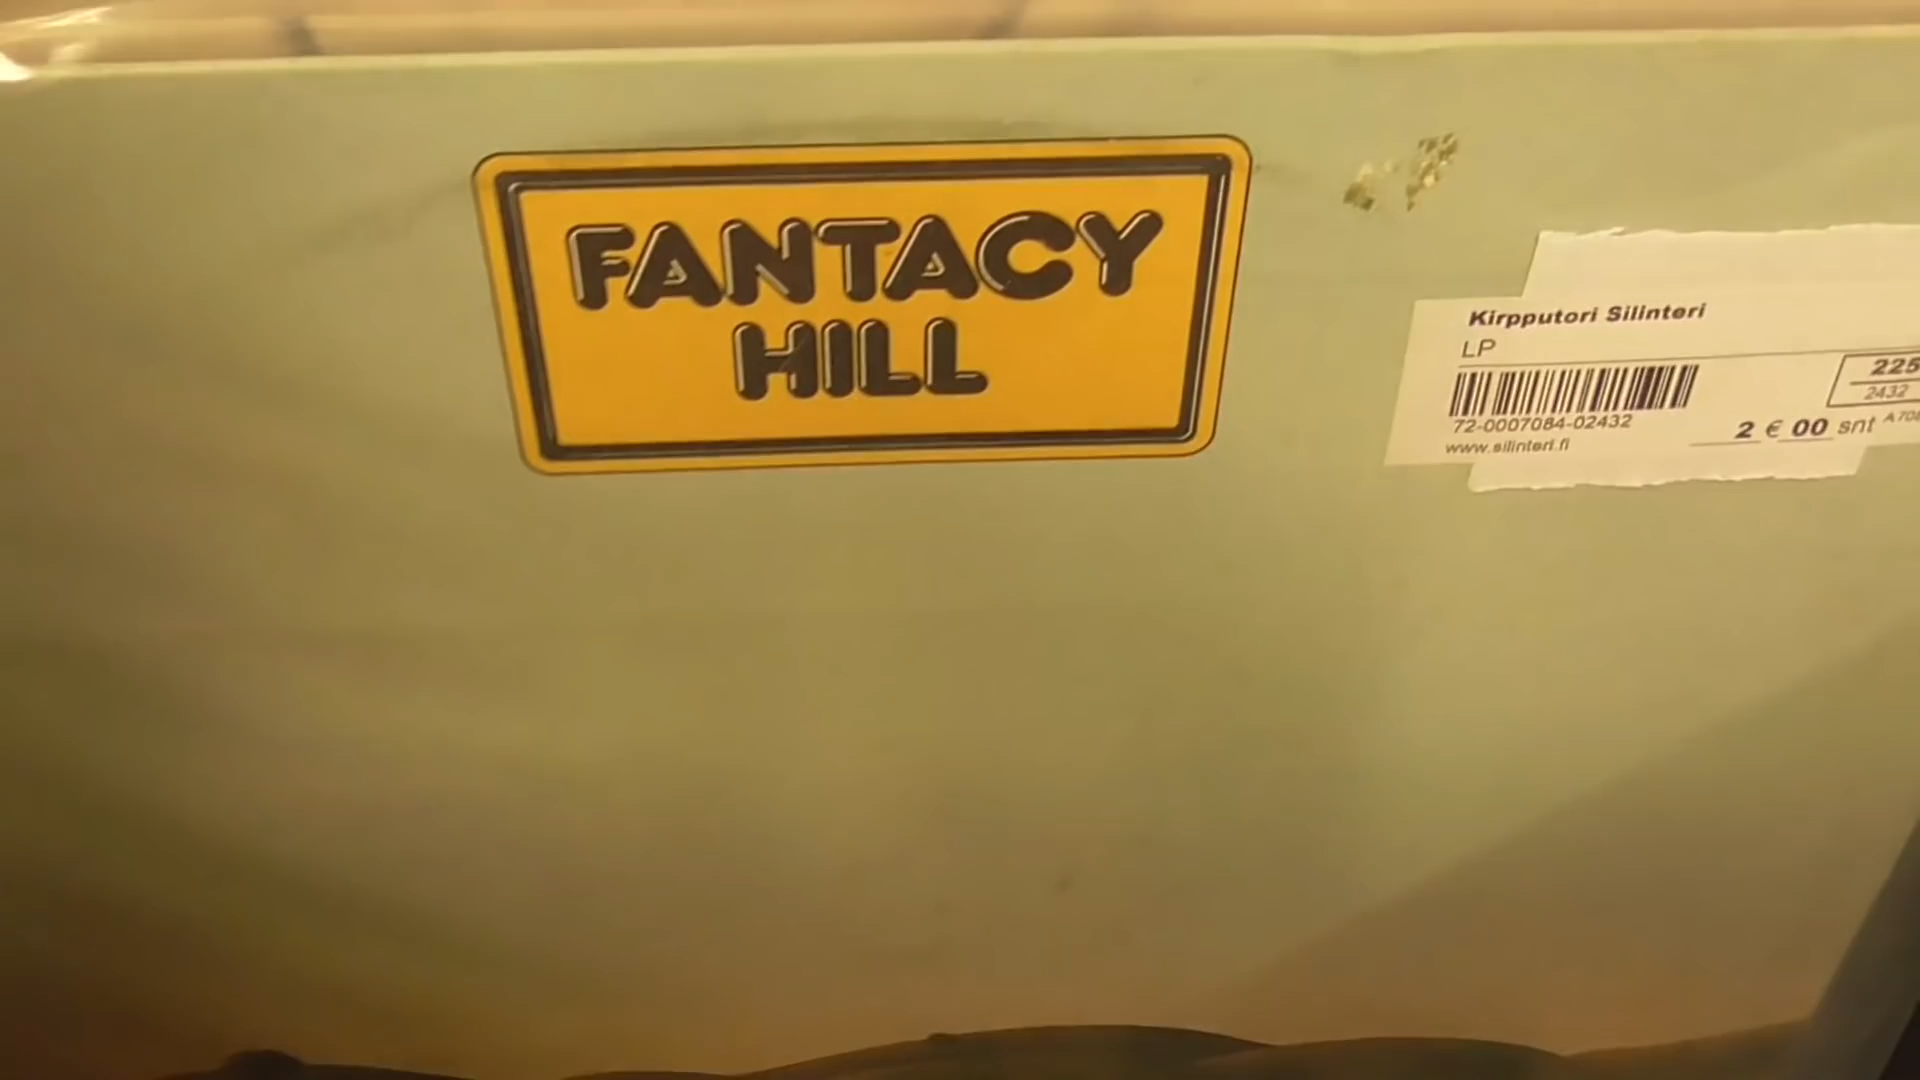 FANTACY
HILL
Kirpputori Silinteri
LP
225
2432
72-0007084-02432
2 € 00 snt
www.silinteri.fi